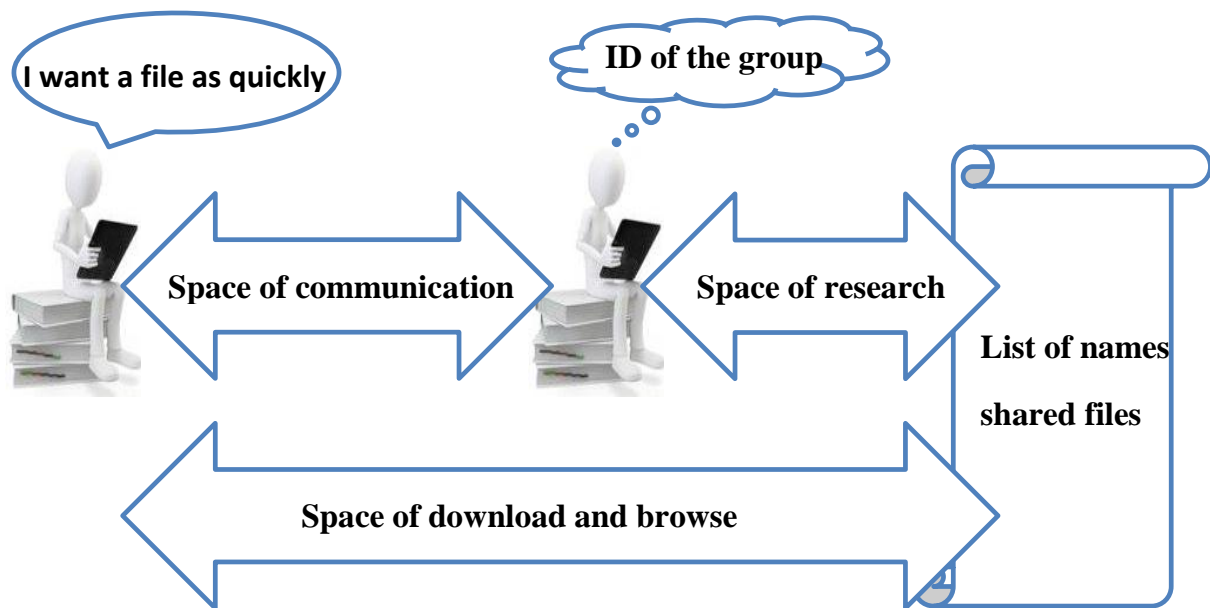 I want a file as quickly
ID of the group
Space of communication
Space of research
List of names
shared files
Space of download and browse